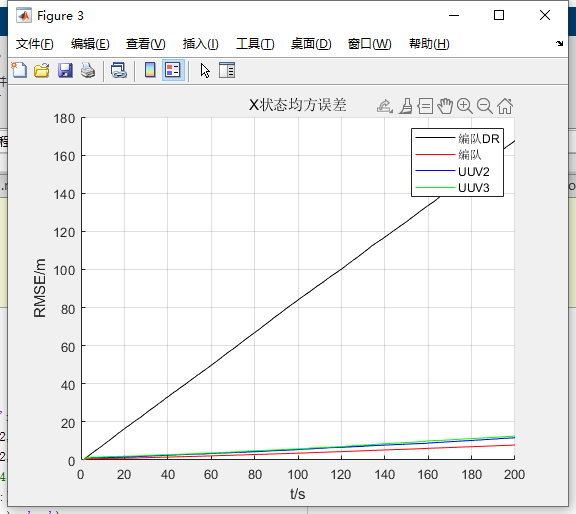 Figure 3
文件(F) 编辑(E) 查看(V) 插入(I) 工具(T) 桌面(D) 窗口(W) 帮助(H)
X状态均方误差
编队DR
编队
UUV2
UUV3
180
160
140
120
100
80
60
40
20
0
RMSE/m
0 20 40 60 80 100 120 140 160 180 200
t/s